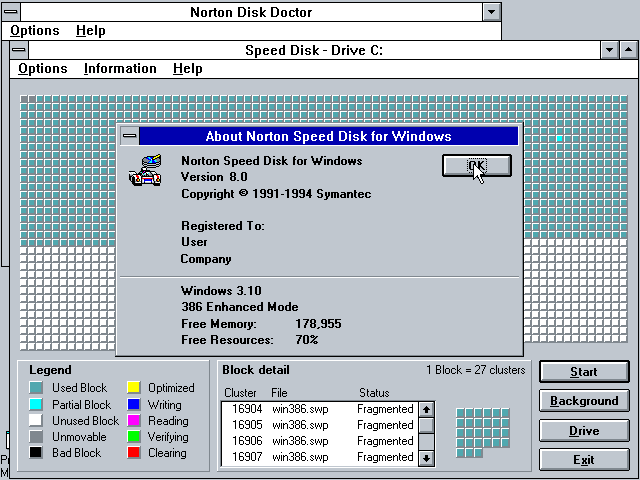 Norton Disk Doctor
Options Help
Speed Disk - Drive C:
Options Information Help
About Norton Speed Disk for Windows
Norton Speed Disk for Windows
Version 8.0
Copyright © 1991-1994 Symantec
OK
Registered To:
User
Company
Windows 3.10
386 Enhanced Mode
Free Memory: 178,955
Free Resources: 70%
Legend
Used Block
Optimized
Partial Block
Writing
Unused Block
Reading
Unmovable
Verifying
Bad Block
Clearing
Block detail
1 Block = 27 clusters
Cluster File Status
16904 win386.swp Fragmented
16905 win386.swp Fragmented
16906 win386.swp Fragmented
16907 win386.swp Fragmented
Start
Background
Drive
Exit